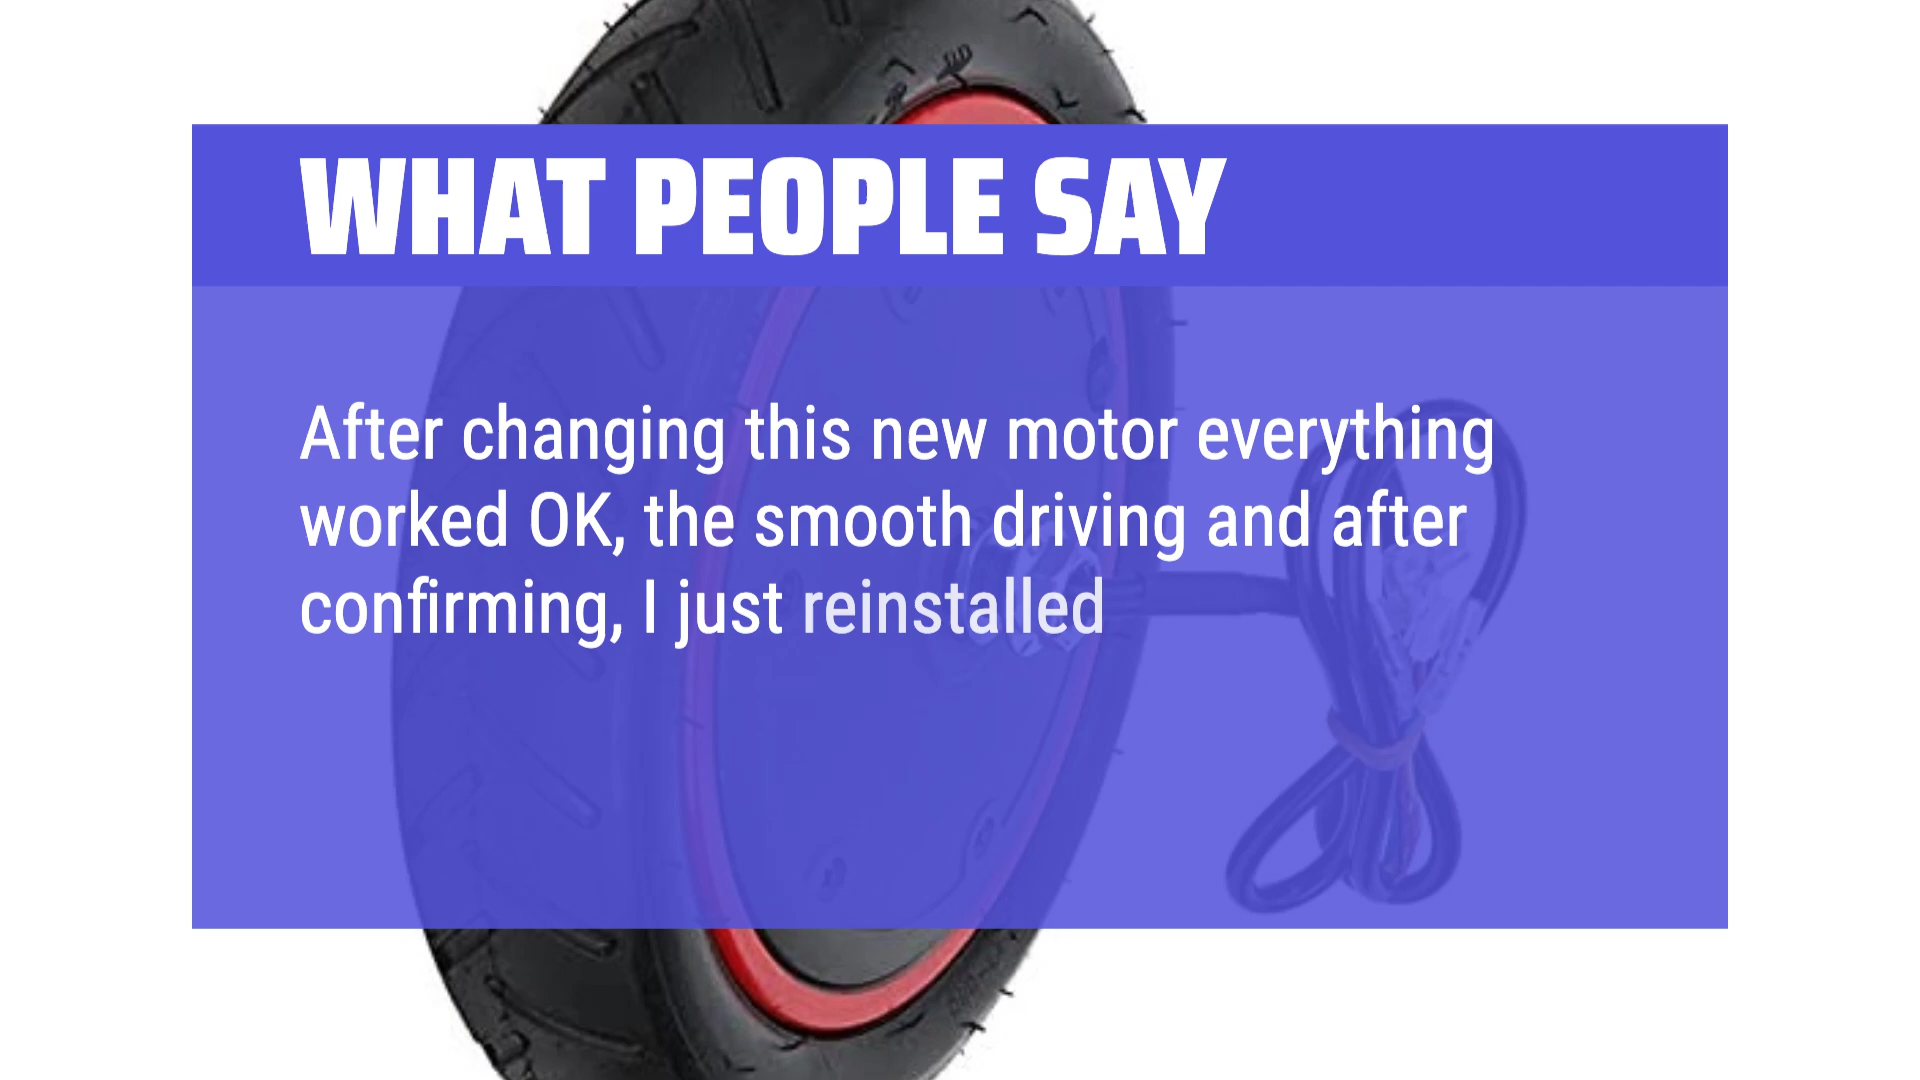 WHAT PEOPLE SAY
After changing this new motor everything
worked OK, the smooth driving and after
confirming, I just reinstalled